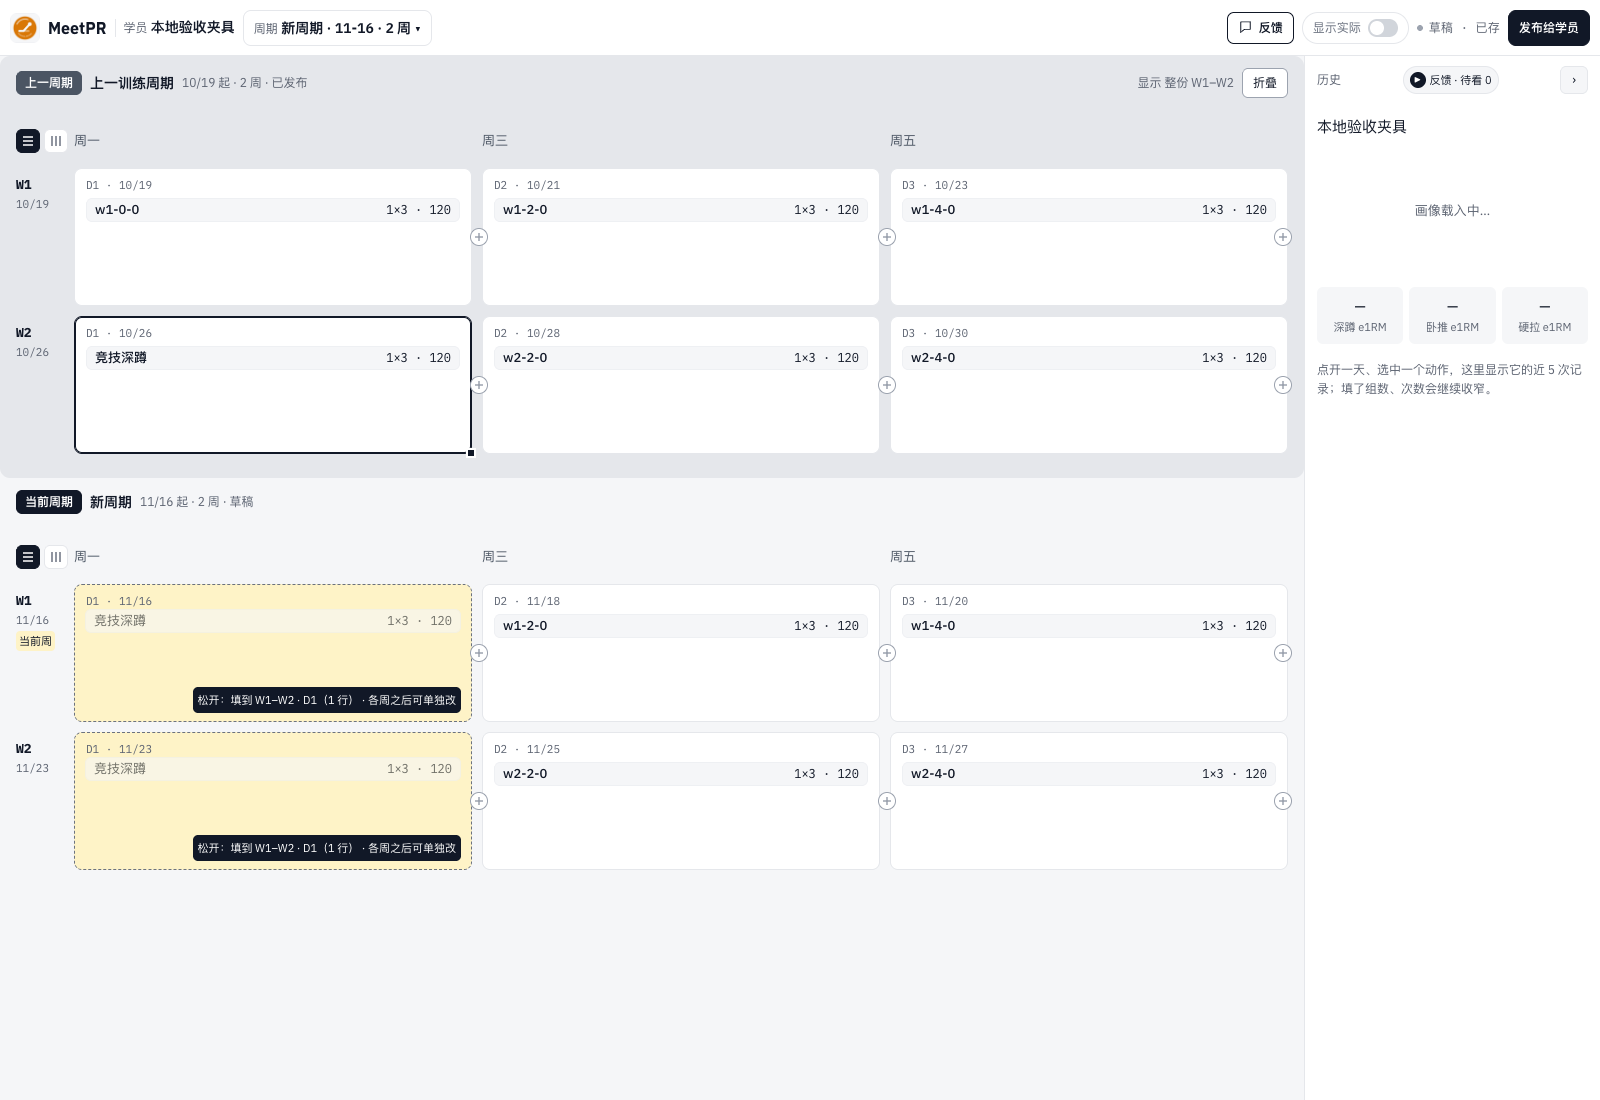 MeetPR 学员 本地验收夹具 周期 新周期 · 11-16 · 2 周 ▾ 反馈 显示实际 草稿 · 已存 发布给学员
上一周期 上一训练周期 10/19 起 · 2 周 · 已发布 显示 整份 W1–W2 折叠
周一 周三 周五
W1
10/19
D1 · 10/19
w1-0-0 1×3 · 120
D2 · 10/21
w1-2-0 1×3 · 120
D3 · 10/23
w1-4-0 1×3 · 120
W2
10/26
D1 · 10/26
竞技深蹲 1×3 · 120
D2 · 10/28
w2-2-0 1×3 · 120
D3 · 10/30
w2-4-0 1×3 · 120
当前周期 新周期 11/16 起 · 2 周 · 草稿
周一 周三 周五
W1
11/16
当前周
D1 · 11/16
竞技深蹲 1×3 · 120
松开：填到 W1–W2 · D1（1 行） · 各周之后可单独改
D2 · 11/18
w1-2-0 1×3 · 120
D3 · 11/20
w1-4-0 1×3 · 120
W2
11/23
D1 · 11/23
竞技深蹲 1×3 · 120
松开：填到 W1–W2 · D1（1 行） · 各周之后可单独改
D2 · 11/25
w2-2-0 1×3 · 120
D3 · 11/27
w2-4-0 1×3 · 120
历史 反馈 · 待看 0 ›
本地验收夹具
画像载入中…
– – –
深蹲 e1RM 卧推 e1RM 硬拉 e1RM
点开一天、选中一个动作，这里显示它的近 5 次记
录；填了组数、次数会继续收窄。